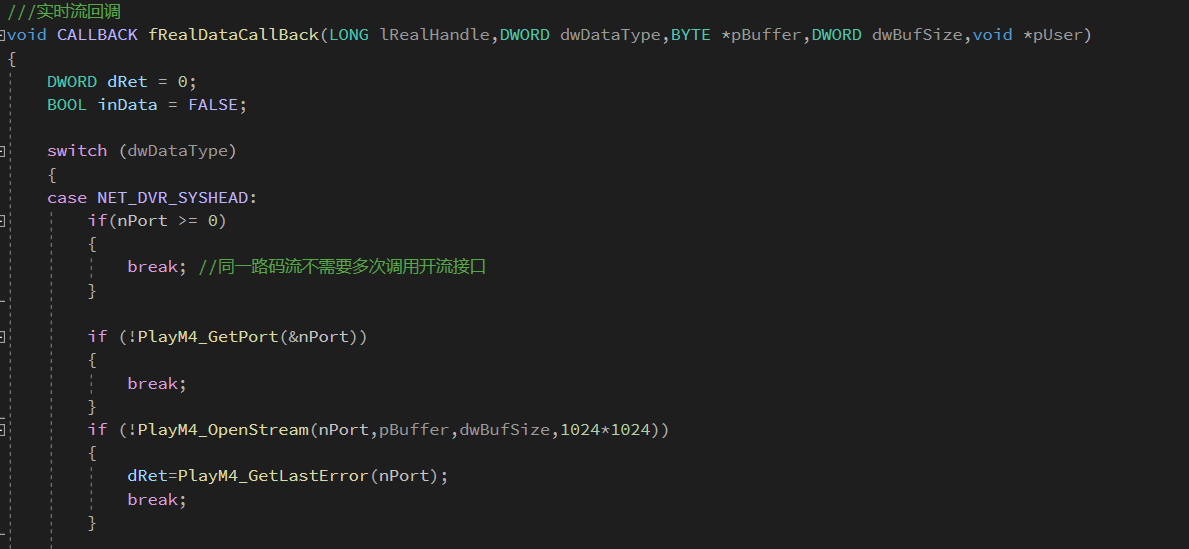 ///实时流回调
void CALLBACK fRealDataCallBack(LONG lRealHandle,DWORD dwDataType,BYTE *pBuffer,DWORD dwBufSize,void *pUser)
{
    DWORD dRet = 0;
    BOOL inData = FALSE;
    switch (dwDataType)
    {
    case NET_DVR_SYSHEAD:
        if(nPort >= 0)
        {
            break; //同一路码流不需要多次调用开流接口
        }
        if (!PlayM4_GetPort(&nPort))
        {
            break;
        }
        if (!PlayM4_OpenStream(nPort,pBuffer,dwBufSize,1024*1024))
        {
            dRet=PlayM4_GetLastError(nPort);
            break;
        }